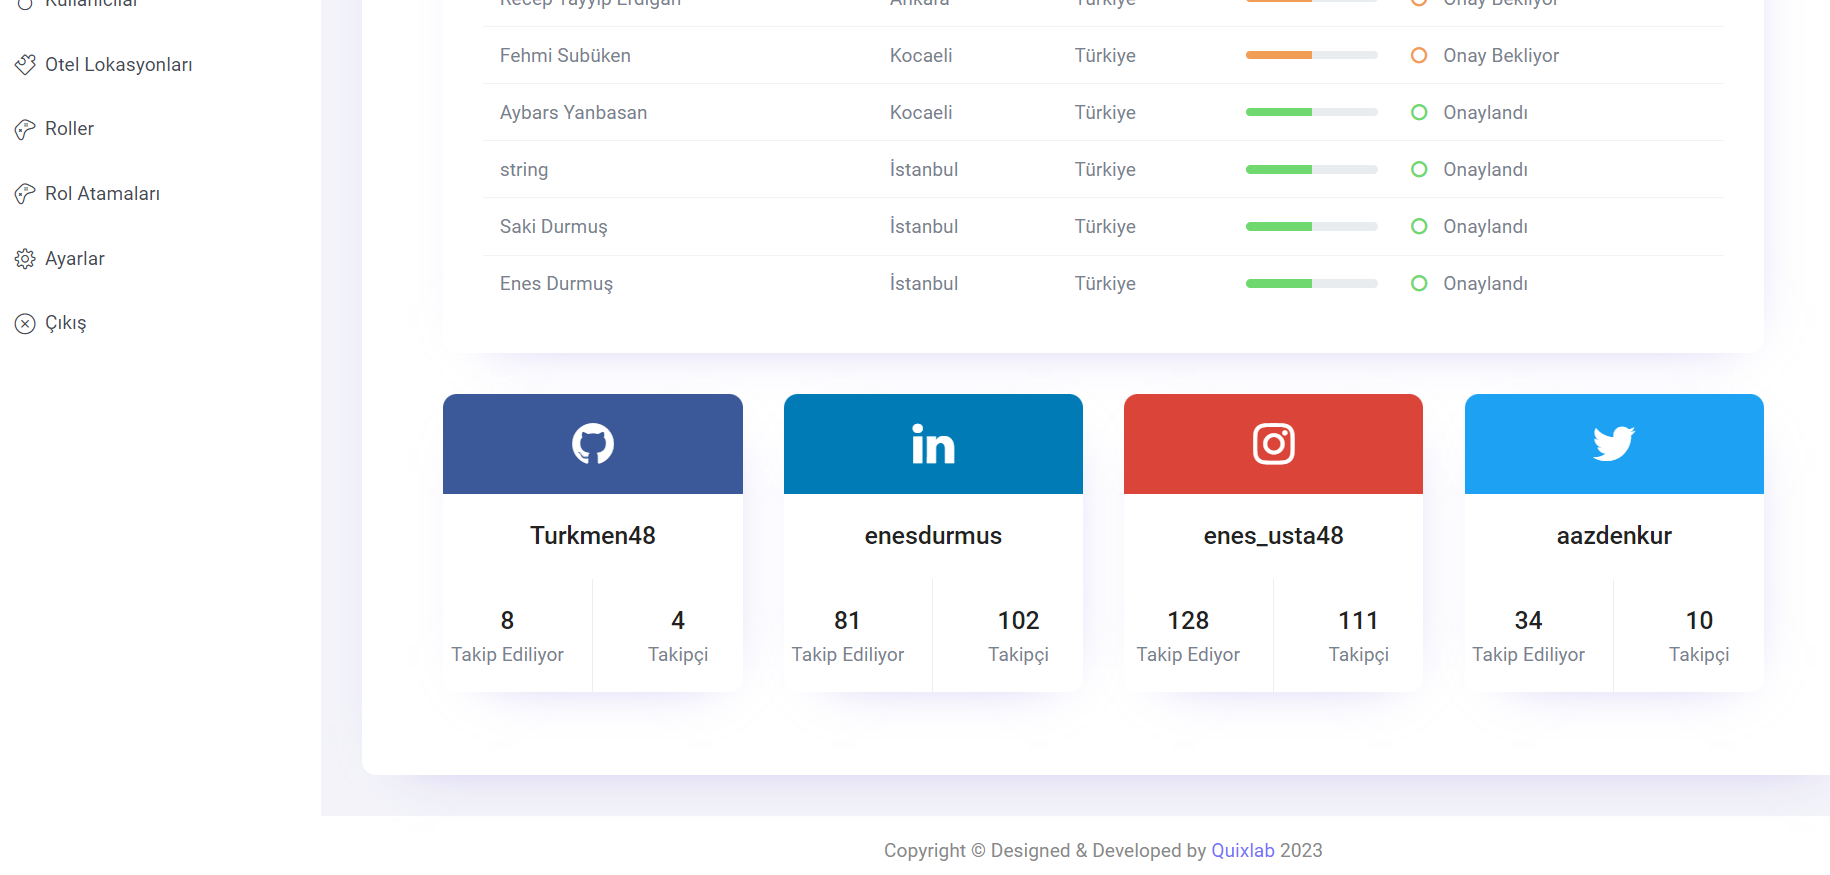 Kullanıcılar
Otel Lokasyonları
Roller
Rol Atamaları
Ayarlar
Çıkış
Recep Tayyip Erdigan Ankara Türkiye Onay Bekliyor
Fehmi Subüken Kocaeli Türkiye Onay Bekliyor
Aybars Yanbasan Kocaeli Türkiye Onaylandı
string İstanbul Türkiye Onaylandı
Saki Durmuş İstanbul Türkiye Onaylandı
Enes Durmuş İstanbul Türkiye Onaylandı
in
Turkmen48 enesdurmus enes_usta48 aazdenkur
8 4 81 102 128 111 34 10
Takip Ediliyor Takipçi Takip Ediliyor Takipçi Takip Ediyor Takipçi Takip Ediliyor Takipçi
Copyright © Designed & Developed by Quixlab 2023